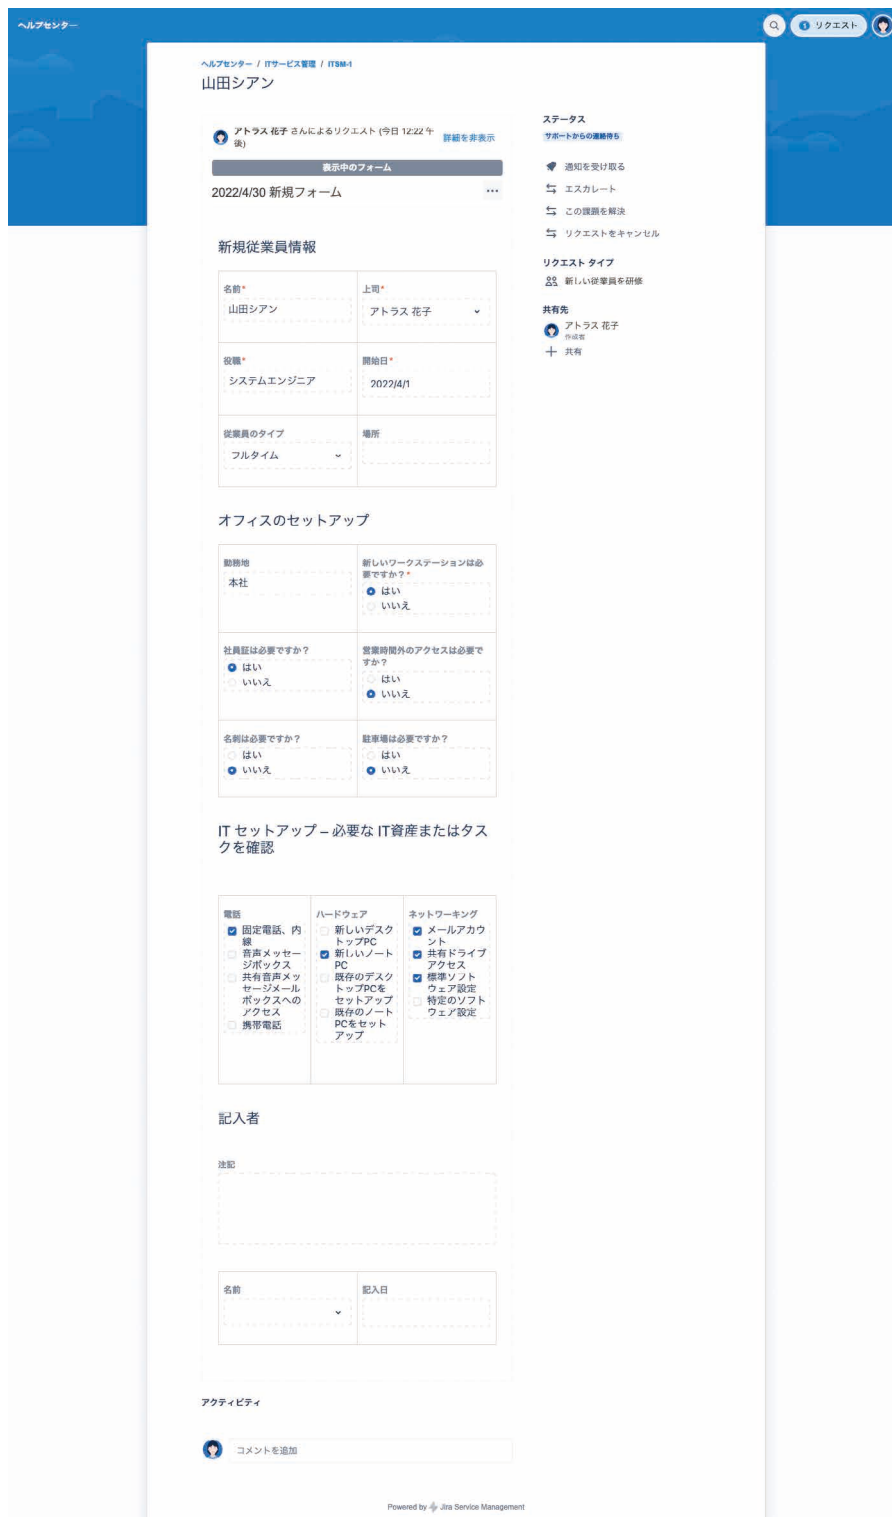 ヘルプセンター
1 リクエスト
ヘルプセンター / ITサービス管理 / ITSM-1
山田シアン
アトラス 花子 さんによるリクエスト (今日 12:22 午
後)
詳細を非表示
表示中のフォーム
2022/4/30 新規フォーム
新規従業員情報
名前*
山田シアン
上司*
アトラス 花子
役職*
システムエンジニア
開始日*
2022/4/1
従業員のタイプ
フルタイム
場所
オフィスのセットアップ
勤務地
本社
新しいワークステーションは必
要ですか？*
はい
いいえ
社員証は必要ですか？
はい
いいえ
営業時間外のアクセスは必要で
すか？
はい
いいえ
名刺は必要ですか？
はい
いいえ
駐車場は必要ですか？
はい
いいえ
IT セットアップ – 必要な IT資産またはタス
クを確認
電話
固定電話、内
線
音声メッセー
ジボックス
共有音声メッ
セージメール
ボックスへの
アクセス
携帯電話
ハードウェア
新しいデスク
トップPC
新しいノート
PC
既存のデスク
トップPCを
セットアップ
既存のノート
PCをセット
アップ
ネットワーキング
メールアカウ
ント
共有ドライブ
アクセス
標準ソフト
ウェア設定
特定のソフト
ウェア設定
記入者
注記
名前
記入日
アクティビティ
コメントを追加
ステータス
サポートからの連絡待ち
通知を受け取る
エスカレート
この課題を解決
リクエストをキャンセル
リクエスト タイプ
新しい従業員を研修
共有先
アトラス 花子
作成者
共有
Powered by Jira Service Management